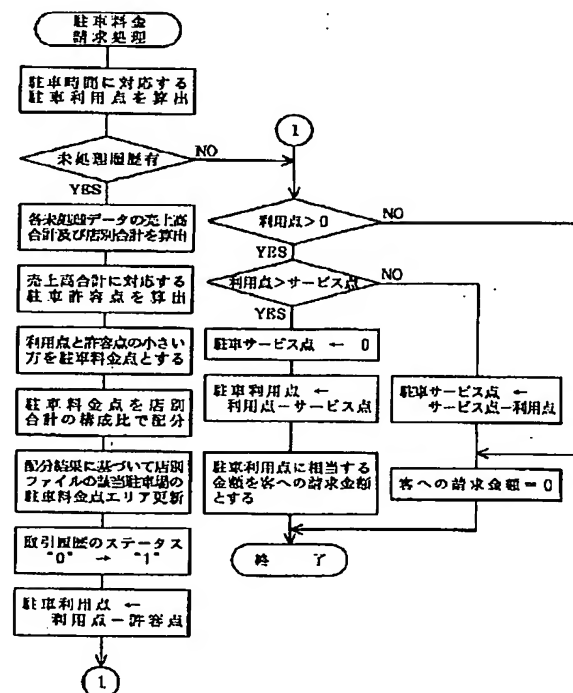 駐車料金
請求処理
駐車時間に対応する
駐車利用点を算出
未処理履歴有
NO
YES
各未処理データの売上高
合計及び店別合計を算出
売上高合計に対応する
駐車許容点を算出
利用点と許容点の小さい
方を駐車料金点とする
駐車料金点を店別
合計の構成比で配分
配分結果に基づいて店別
ファイルの該当駐車場の
駐車料金点エリア更新
取引履歴のステータス
"0" → "1"
駐車利用点 ←
利用点－許容点
1
1
利用点＞0
NO
YES
利用点＞サービス点
NO
YES
駐車サービス点 ← 0
駐車利用点 ←
利用点－サービス点
駐車利用点に相当する
金額を客への請求金額
とする
駐車サービス点 ←
サービス点－利用点
客への請求金額＝0
終 了